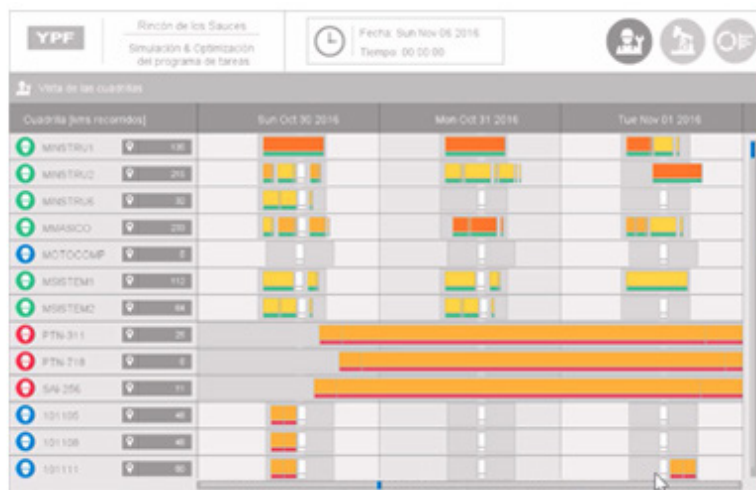 YPF
Rincón de los Sauces
Simulación & Optimización
del programa de tareas
Fecha: Sun Nov 06 2016
Tiempo: 00:00:00
Vista de las cuadrillas
Cuadrilla [kms recorridos] Sun Oct 30 2016 Mon Oct 31 2016 Tue Nov 01 2016
MINSTRU1
MINSTRU2
MINSTRU6
MMASICO
MOTOCOMP
MSISTEM1 112
MSISTEM2
PTN-311
PTN-718
SAI-256 11
101105
101108
101111